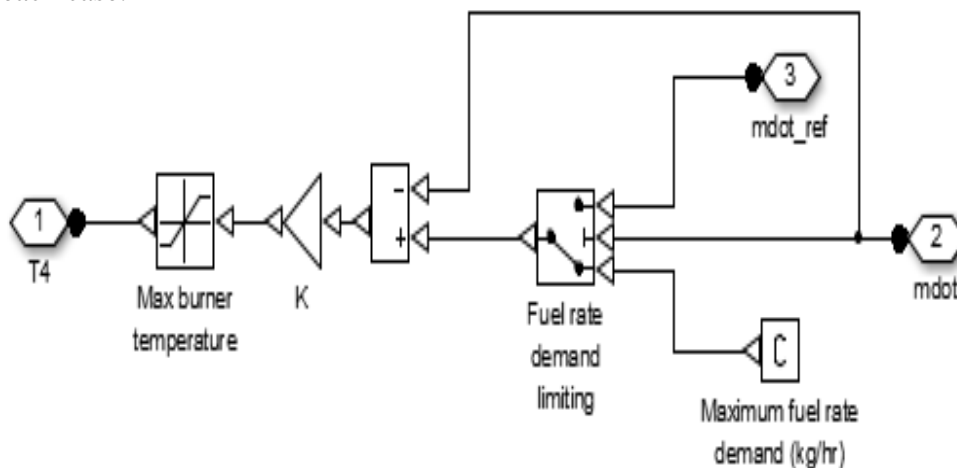 3
mdot_ref
-
+
1
T4
2
mdot
K
Max burner
temperature
Fuel rate
demand
limiting
C
Maximum fuel rate
demand (kg/hr)